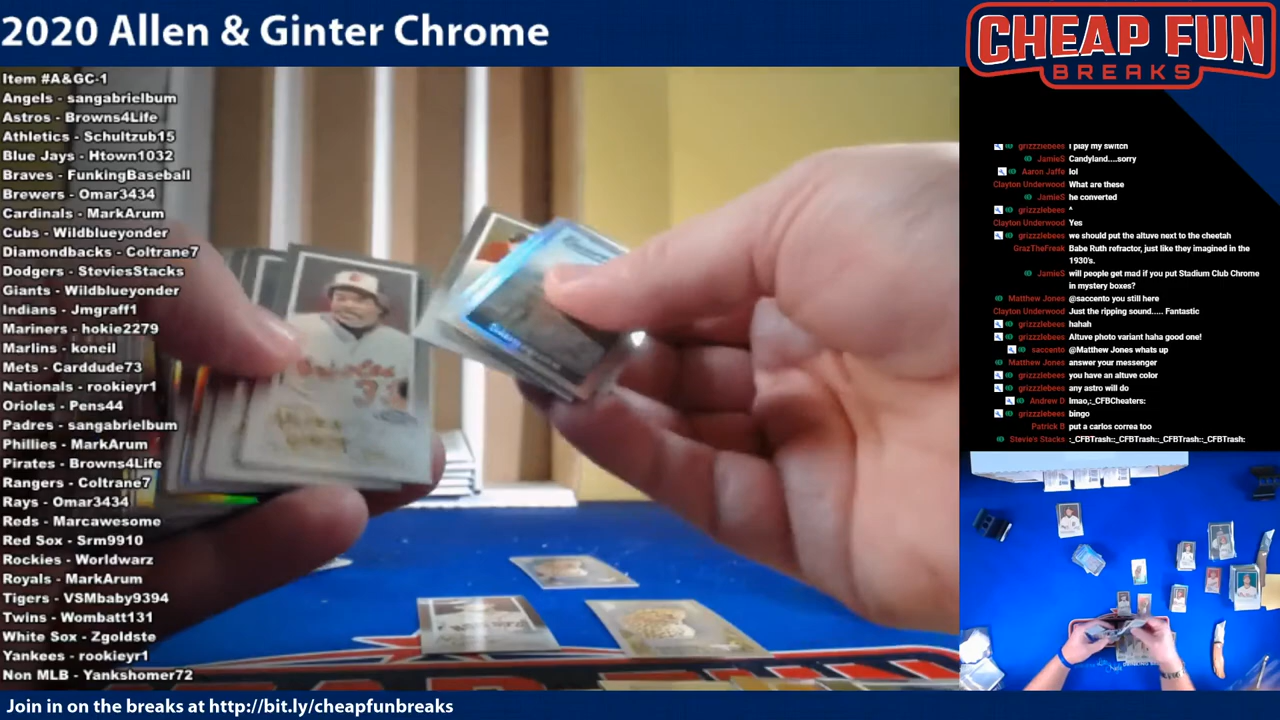 2020 Allen & Ginter Chrome
CHEAP FUN
BREAKS
Item #A&GC-1
Angels - sangabrielbum
Astros - Browns4Life
Athletics - Schultzub15
Blue Jays - Htown1032
Braves - FunkingBaseball
Brewers - Omar3434
Cardinals - MarkArum
Cubs - Wildblueyonder
Diamondbacks - Coltrane7
Dodgers - SteviesStacks
Giants - Wildblueyonder
Indians - Jmgraff1
Mariners - hokie2279
Marlins - koncil
Mets - Carddude73
Nationals - rookieyr1
Orioles - Pens44
Padres - sangabrielbum
Phillies - MarkArum
Pirates - Browns4Life
Rangers - Coltrane7
Rays - Omar3434
Reds - Marcawesome
Red Sox - Srm9910
Rockies - Worldwarz
Royals - MarkArum
Tigers - VSMbaby9394
Twins - Wombatt131
White Sox - Zgoldste
Yankees - rookieyr1
Non MLB - Yankshomer72
grizzzlebees I play my switch
JamieS Candyland....sorry
Aaron Jaffe lol
Clayton Underwood What are these
JamieS he converted
grizzzlebees ^
Clayton Underwood Yes
grizzzlebees we should put the altuve next to the cheetah
GrazTheFreak Babe Ruth refractor, just like they imagined in the
1930's.
JamieS will people get mad if you put Stadium Club Chrome
in mystery boxes?
Matthew Jones @saccento you still here
Clayton Underwood Just the ripping sound..... Fantastic
grizzzlebees hahah
grizzzlebees Altuve photo variant haha good one!
saccento @Matthew Jones whats up
Matthew Jones answer your messenger
grizzzlebees you have an altuve color
grizzzlebees any astro will do
Andrew D lmao,:_CFBCheaters:
grizzzlebees bingo
Patrick B put a carlos correa too
Stevie's Stacks :_CFBTrash::_CFBTrash::_CFBTrash::_CFBTrash:
Join in on the breaks at http://bit.ly/cheapfunbreaks